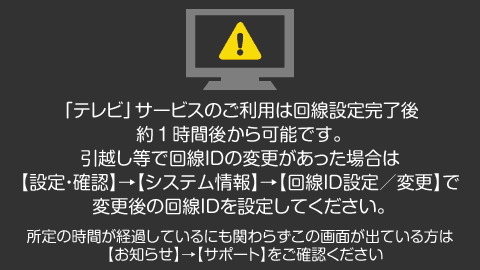 「テレビ」サービスのご利用は回線設定完了後
約１時間後から可能です。
引越し等で回線IDの変更があった場合は
【設定・確認】→【システム情報】→【回線ID設定／変更】で
変更後の回線IDを設定してください。
所定の時間が経過しているにも関わらずこの画面が出ている方は
【お知らせ】→【サポート】をご確認ください